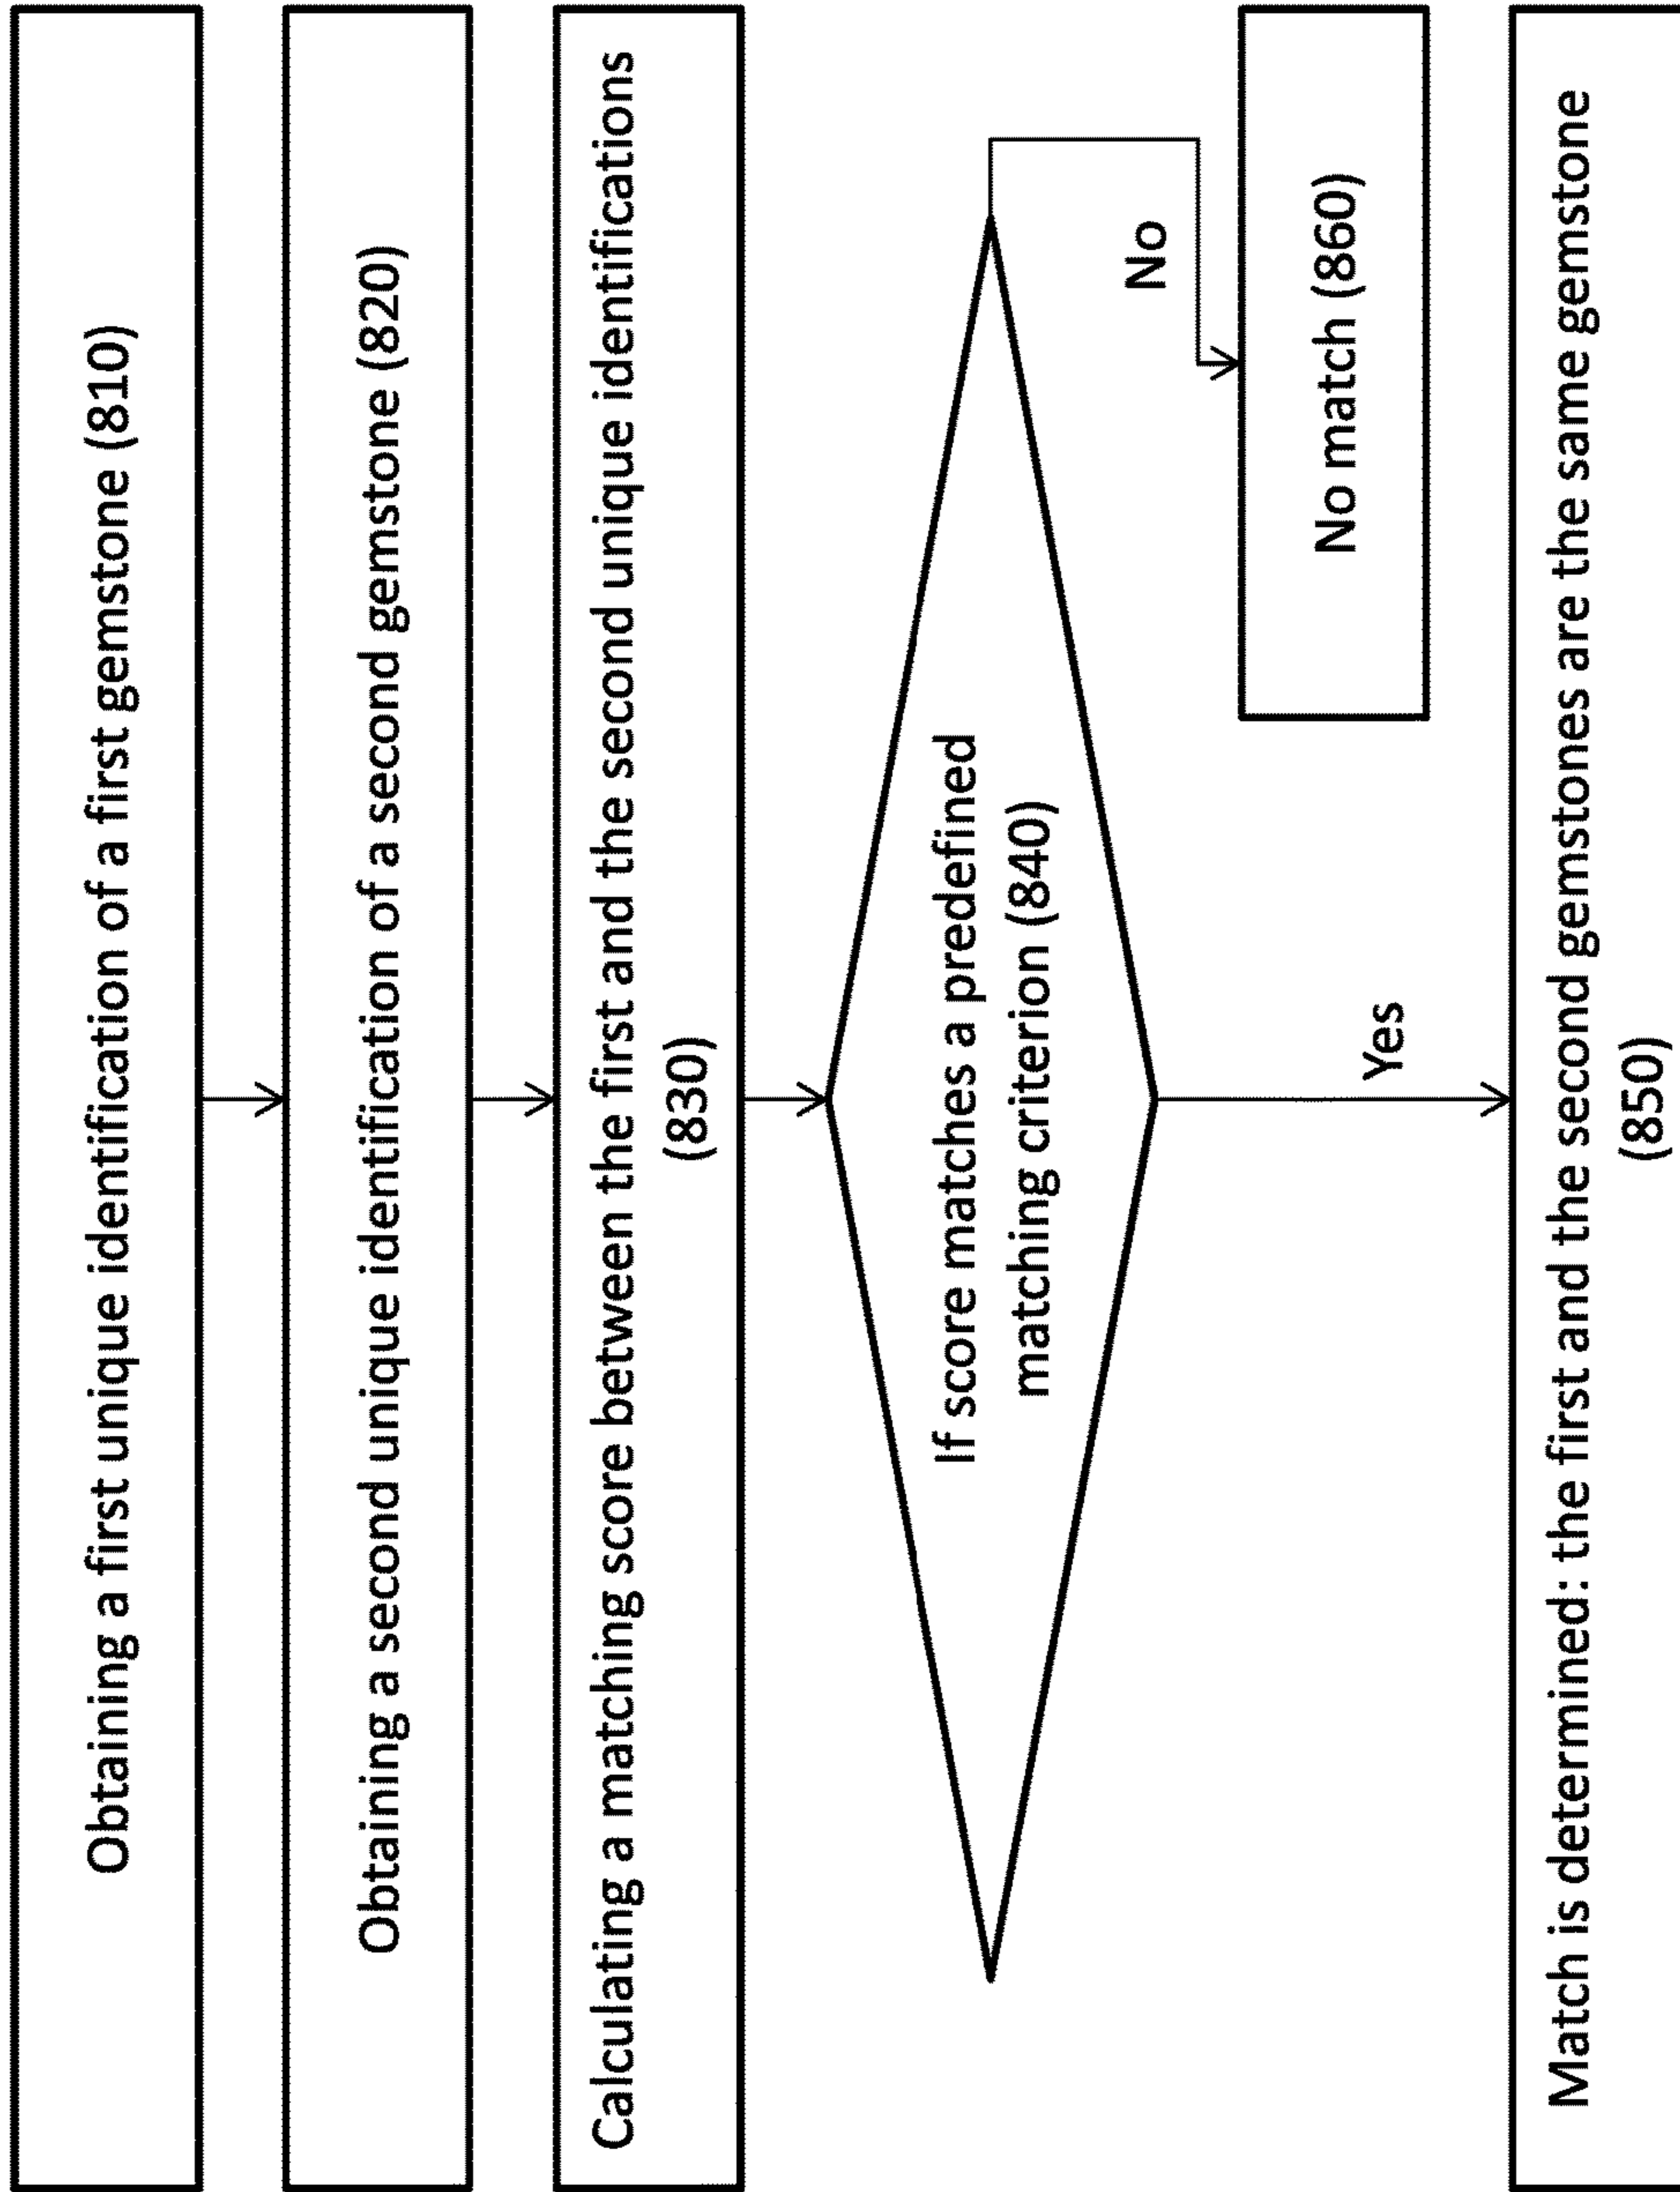 Obtaining a first unique identification of a first gemstone (810)
Obtaining a second unique identification of a second gemstone (820)
Calculating a matching score between the first and the second unique identifications
(830)
If score matches a predefined
matching criterion (840)
No
No match (860)
Yes
Match is determined: the first and the second gemstones are the same gemstone
(850)